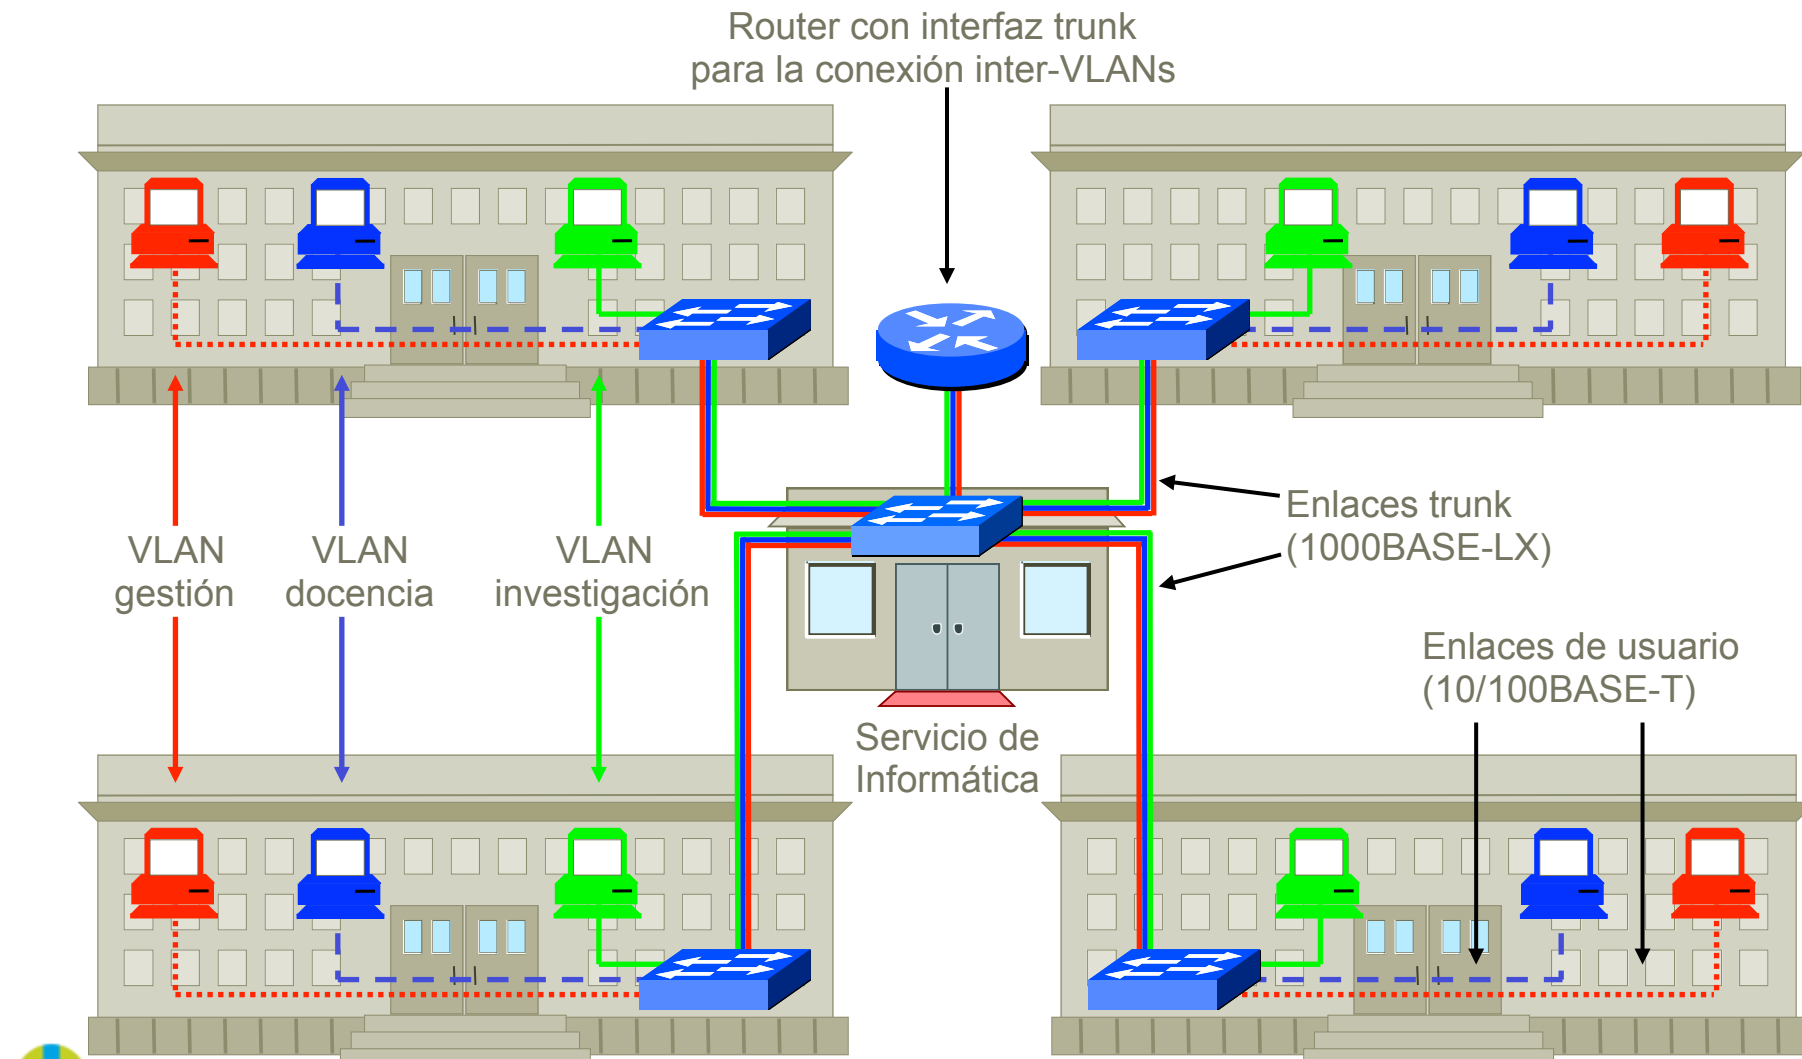 Router con interfaz trunk
para la conexión inter-VLANs
VLAN
gestión
VLAN
docencia
VLAN
investigación
Enlaces trunk
(1000BASE-LX)
Enlaces de usuario
(10/100BASE-T)
Servicio de
Informática